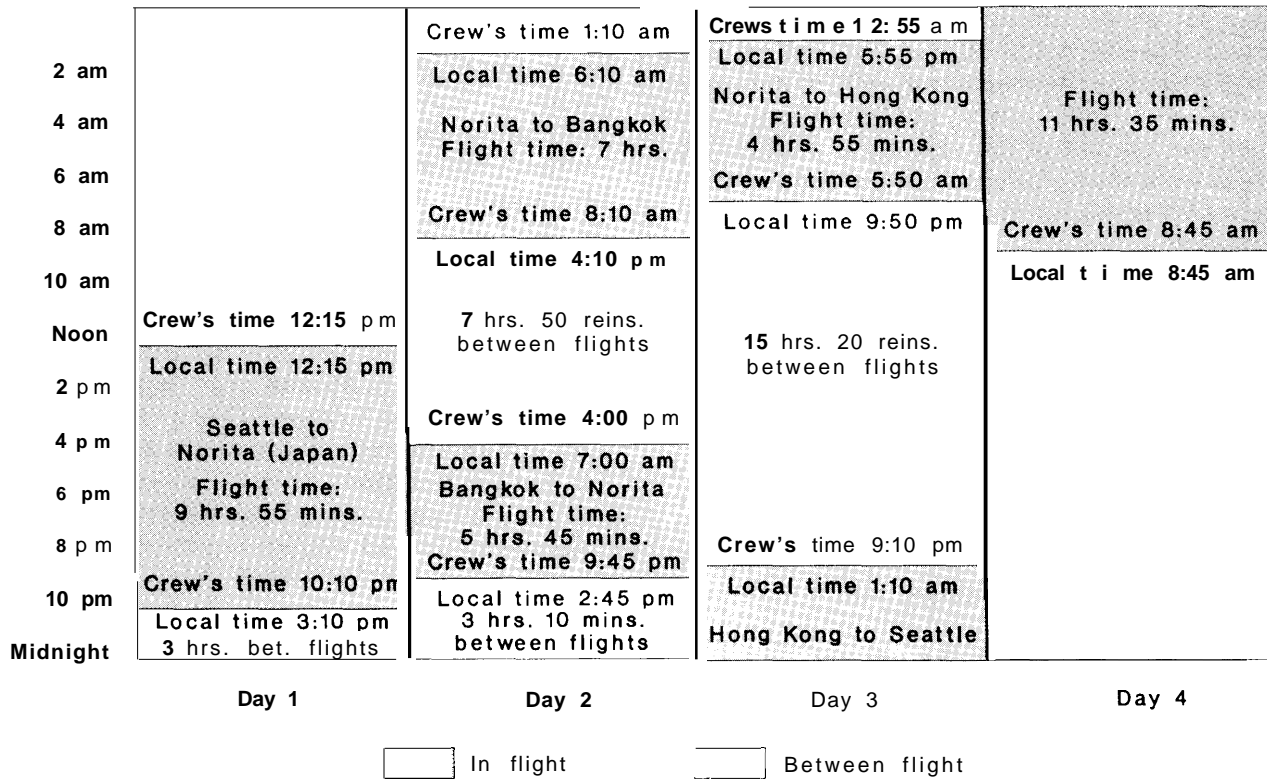 2 am
4 am
6 am
8 am
10 am
Noon
2 pm
4 pm
6 pm
8 pm
10 pm
Midnight
Crew's time 12:15 pm
Local time 12:15 pm
Seattle to
Norita (Japan)
Flight time:
9 hrs. 55 mins.
Crew's time 10:10 pm
Local time 3:10 pm
3 hrs. bet. flights
Day 1
Crew's time 1:10 am
Local time 6:10 am
Norita to Bangkok
Flight time: 7 hrs.
Crew's time 8:10 am
Local time 4:10 pm
7 hrs. 50 reins.
between flights
Crew's time 4:00 pm
Local time 7:00 am
Bangkok to Norita
Flight time:
5 hrs. 45 mins.
Crew's time 9:45 pm
Local time 2:45 pm
3 hrs. 10 mins.
between flights
Day 2
Crews time 12:55 am
Local time 5:55 pm
Norita to Hong Kong
Flight time:
4 hrs. 55 mins.
Crew's time 5:50 am
Local time 9:50 pm
15 hrs. 20 reins.
between flights
Crew's time 9:10 pm
Local time 1:10 am
Hong Kong to Seattle
Day 3
Flight time:
11 hrs. 35 mins.
Crew's time 8:45 am
Local time 8:45 am
Day 4
In flight
Between flight